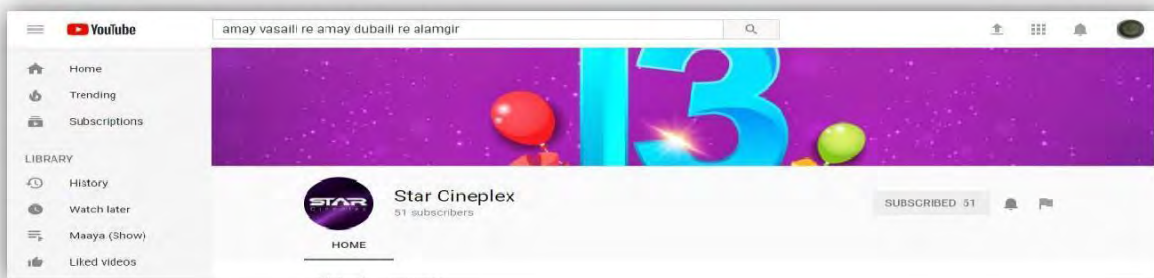 YouTube
amay vasaili re amay dubaili re alamgir
Home
Trending
Subscriptions
LIBRARY
History
Watch later
Maaya (Show)
Liked videos
13
STAR
Cineplex
Star Cineplex
51 subscribers
SUBSCRIBED 51
HOME